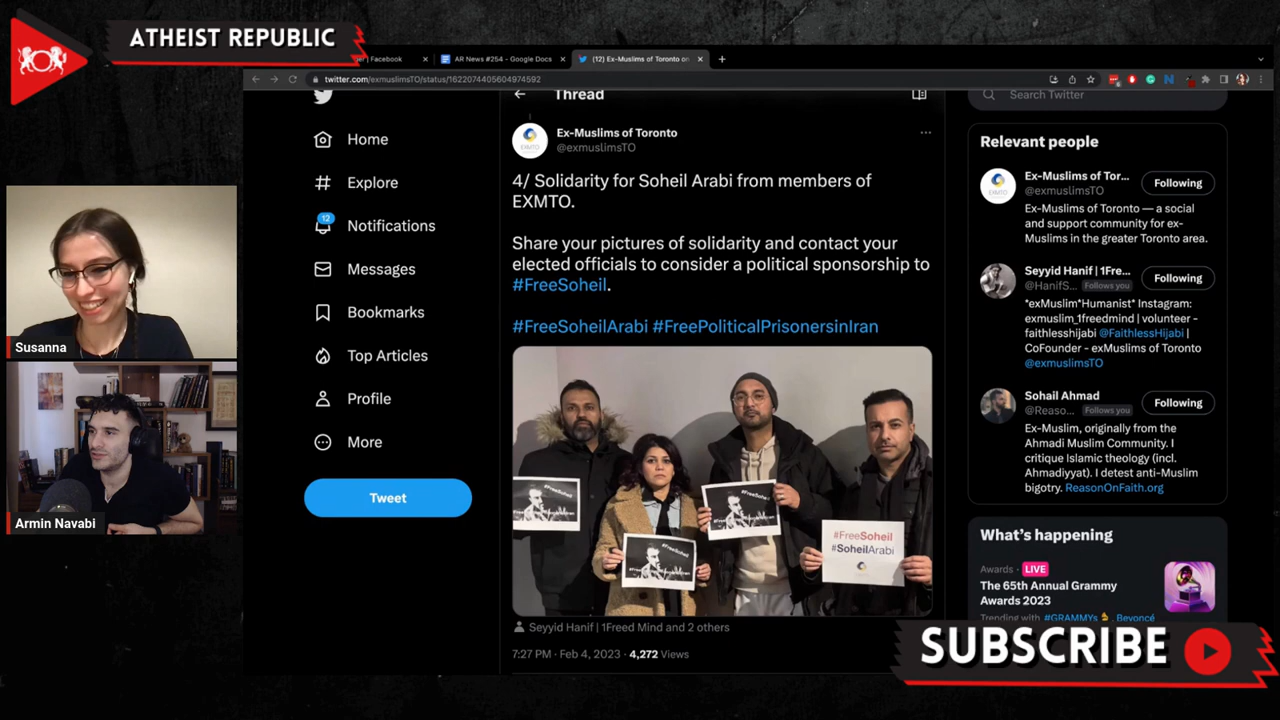 ATHEIST REPUBLIC
Facebook
AR News #254 - Google Docs
(12) Ex-Muslims of Toronto on
twitter.com/exmuslimsTO/status/1622074405604974592
Thread
Search Twitter
Home
Explore
12
Notifications
Messages
Bookmarks
Top Articles
Profile
More
Tweet
Ex-Muslims of Toronto
@exmuslimsTO
4/ Solidarity for Soheil Arabi from members of
EXMTO.
Share your pictures of solidarity and contact your
elected officials to consider a political sponsorship to
#FreeSoheil.
#FreeSoheilArabi #FreePoliticalPrisonersinIran
#FreeSoheil
#FreeSoheil
#FreeSoheil
#FreeSoheil
#SoheilArabi
Seyyid Hanif | 1Freed Mind and 2 others
7:27 PM · Feb 4, 2023 · 4,272 Views
Relevant people
Ex-Muslims of Tor...
@exmuslimsTO
Following
Ex-Muslims of Toronto — a social
and support community for ex-
Muslims in the greater Toronto area.
Seyyid Hanif | 1Fre...
@HanifS... Follows you
Following
*exMuslim*Humanist* Instagram:
exmuslim_1freedmind | volunteer -
faithlesshijabi @FaithlessHijabi |
CoFounder - exMuslims of Toronto
@exmuslimsTO
Sohail Ahmad
@Reaso... Follows you
Following
Ex-Muslim, originally from the
Ahmadi Muslim Community. I
critique Islamic theology (incl.
Ahmadiyyat). I detest anti-Muslim
bigotry. ReasonOnFaith.org
What's happening
Awards · LIVE
The 65th Annual Grammy
Awards 2023
Trending with #GRAMMYs, Beyoncé
Susanna
Armin Navabi
SUBSCRIBE